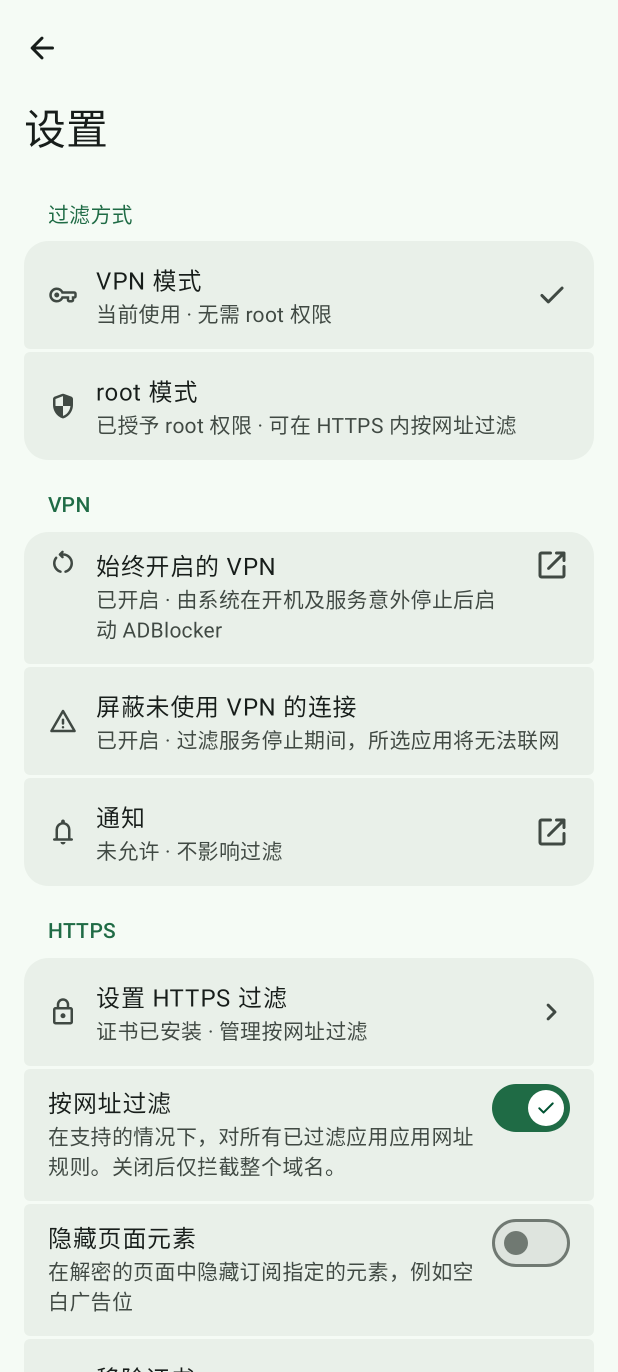 设置
过滤方式
VPN 模式
当前使用 · 无需 root 权限
root 模式
已授予 root 权限 · 可在 HTTPS 内按网址过滤
VPN
始终开启的 VPN
已开启 · 由系统在开机及服务意外停止后启
动 ADBlocker
屏蔽未使用 VPN 的连接
已开启 · 过滤服务停止期间，所选应用将无法联网
通知
未允许 · 不影响过滤
HTTPS
设置 HTTPS 过滤
证书已安装 · 管理按网址过滤
按网址过滤
在支持的情况下，对所有已过滤应用应用网址
规则。关闭后仅拦截整个域名。
隐藏页面元素
在解密的页面中隐藏订阅指定的元素，例如空
白广告位